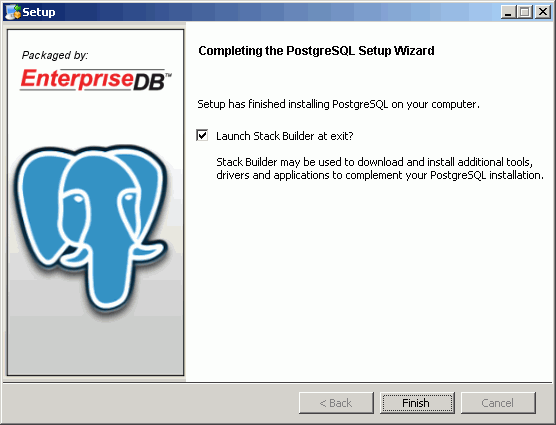 Setup
Packaged by:
EnterpriseDB™
Completing the PostgreSQL Setup Wizard
Setup has finished installing PostgreSQL on your computer.
Launch Stack Builder at exit?
Stack Builder may be used to download and install additional tools,
drivers and applications to complement your PostgreSQL installation.
< Back
Finish
Cancel